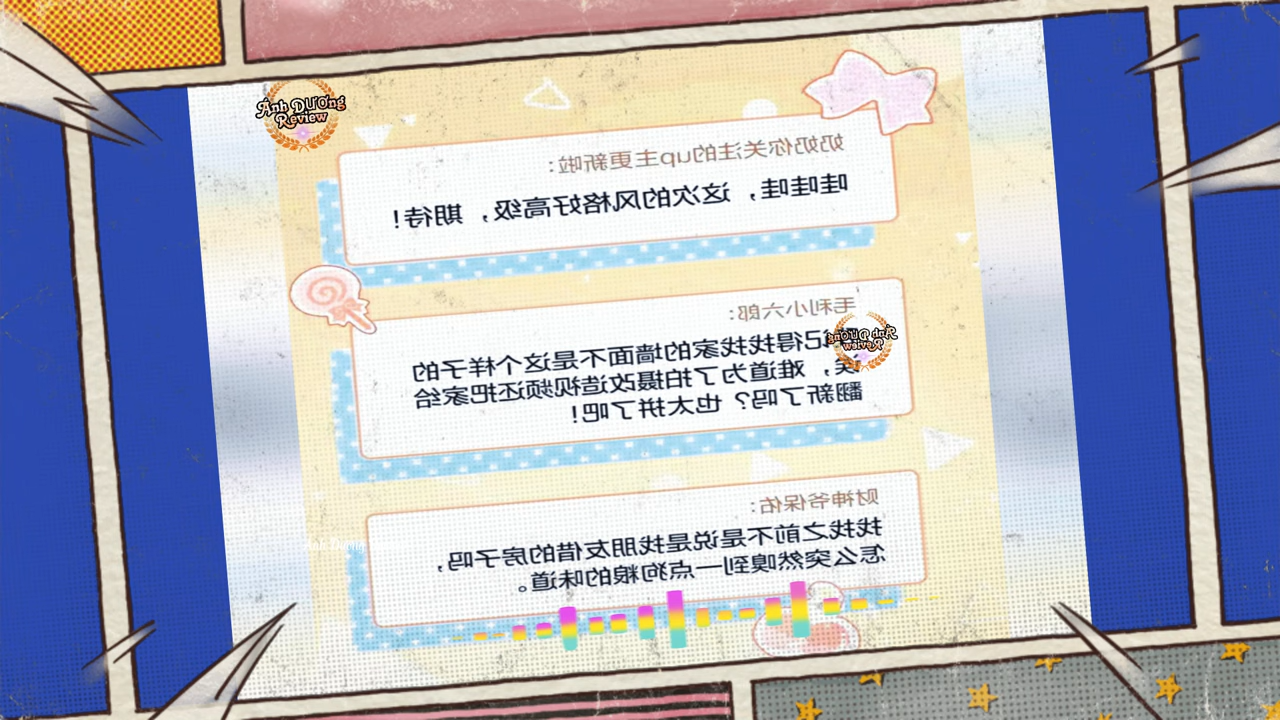 Ánh Dương
Review
奶奶你关注的up主更新啦：
哇哇哇，这次的风格好高级，期待！
毛利小六郎：
记得找找家的墙面不是这个样子的
Ánh Dương
Review
，难道为了拍摄改造视频还把家给
翻新了吗？也太拼了吧！
财神爷保佑：
找找之前不是说是找朋友借的房子吗，
怎么突然嗅到一点狗粮的味道。